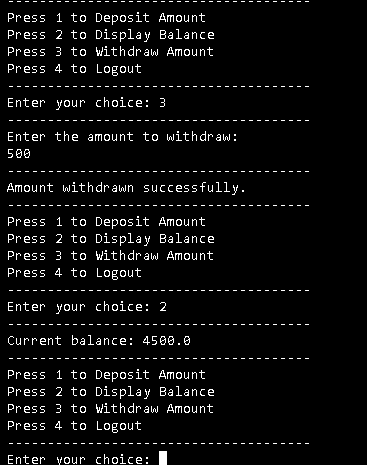 --------------------------------------
Press 1 to Deposit Amount
Press 2 to Display Balance
Press 3 to Withdraw Amount
Press 4 to Logout
--------------------------------------
Enter your choice: 3
--------------------------------------
Enter the amount to withdraw:
500
--------------------------------------
Amount withdrawn successfully.
--------------------------------------
Press 1 to Deposit Amount
Press 2 to Display Balance
Press 3 to Withdraw Amount
Press 4 to Logout
--------------------------------------
Enter your choice: 2
--------------------------------------
Current balance: 4500.0
--------------------------------------
Press 1 to Deposit Amount
Press 2 to Display Balance
Press 3 to Withdraw Amount
Press 4 to Logout
--------------------------------------
Enter your choice: